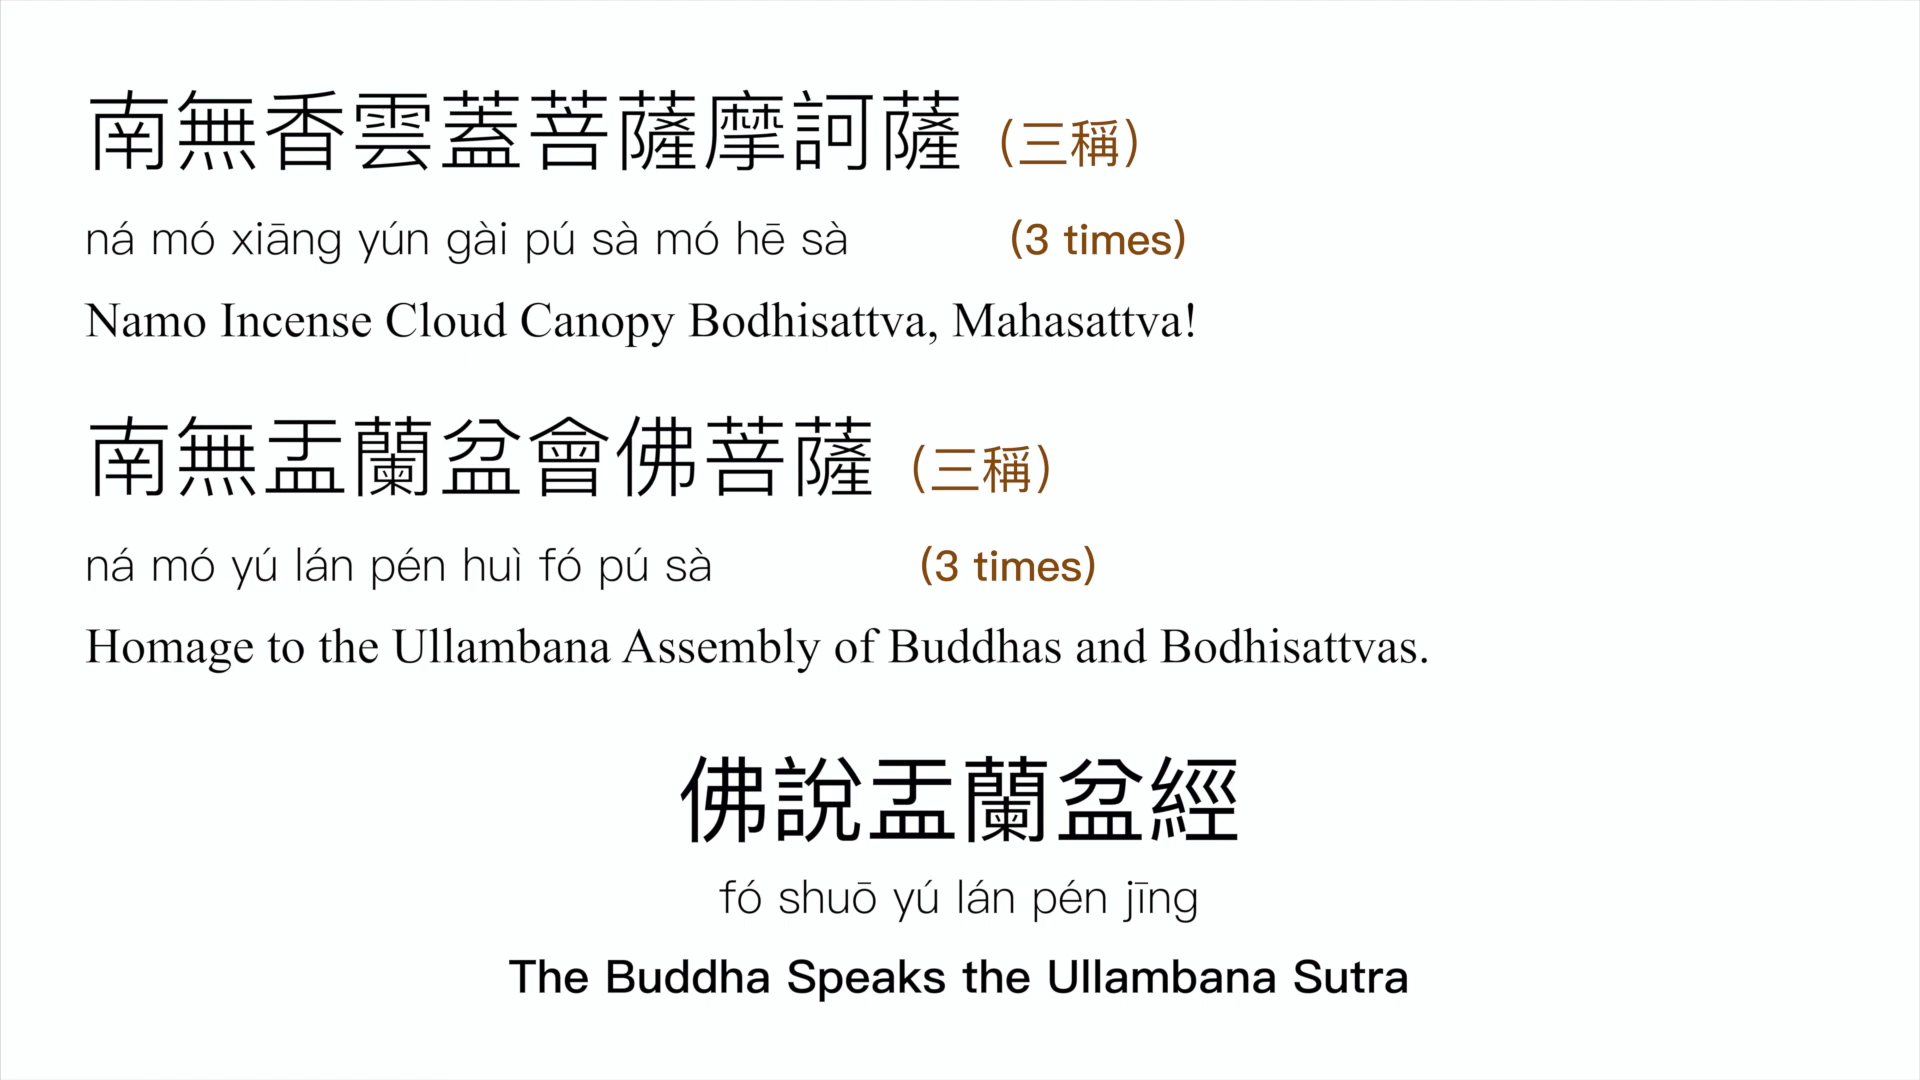 南無香雲蓋菩薩摩訶薩 (三稱)
ná mó xiāng yún gài pú sà mó hē sà (3 times)
Namo Incense Cloud Canopy Bodhisattva, Mahasattva!
南無盂蘭盆會佛菩薩 (三稱)
ná mó yú lán pén huì fó pú sà (3 times)
Homage to the Ullambana Assembly of Buddhas and Bodhisattvas.
佛說盂蘭盆經
fó shuō yú lán pén jīng
The Buddha Speaks the Ullambana Sutra